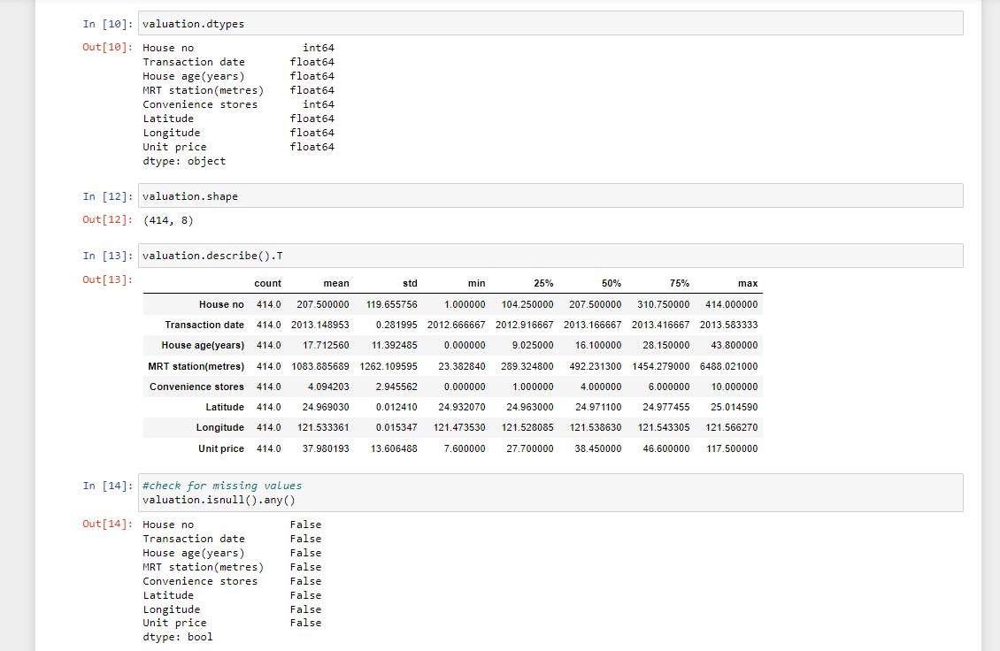 In [10]: valuation.dtypes
Out[10]: House no int64
Transaction date float64
House age(years) float64
MRT station(metres) float64
Convenience stores int64
Latitude float64
Longitude float64
Unit price float64
dtype: object
In [12]: valuation.shape
Out[12]: (414, 8)
In [13]: valuation.describe().T
Out[13]:
count mean std min 25% 50% 75% max
House no 414.0 207.500000 119.655756 1.000000 104.250000 207.500000 310.750000 414.000000
Transaction date 414.0 2013.148953 0.281995 2012.666667 2012.916667 2013.166667 2013.416667 2013.583333
House age(years) 414.0 17.712560 11.392485 0.000000 9.025000 16.100000 28.150000 43.800000
MRT station(metres) 414.0 1083.885689 1262.109595 23.382840 289.324800 492.231300 1454.279000 6488.021000
Convenience stores 414.0 4.094203 2.945562 0.000000 1.000000 4.000000 6.000000 10.000000
Latitude 414.0 24.969030 0.012410 24.932070 24.963000 24.971100 24.977455 25.014590
Longitude 414.0 121.533361 0.015347 121.473530 121.528085 121.538630 121.543305 121.566270
Unit price 414.0 37.980193 13.606488 7.600000 27.700000 38.450000 46.600000 117.500000
In [14]: #check for missing values
valuation.isnull().any()
Out[14]: House no False
Transaction date False
House age(years) False
MRT station(metres) False
Convenience stores False
Latitude False
Longitude False
Unit price False
dtype: bool